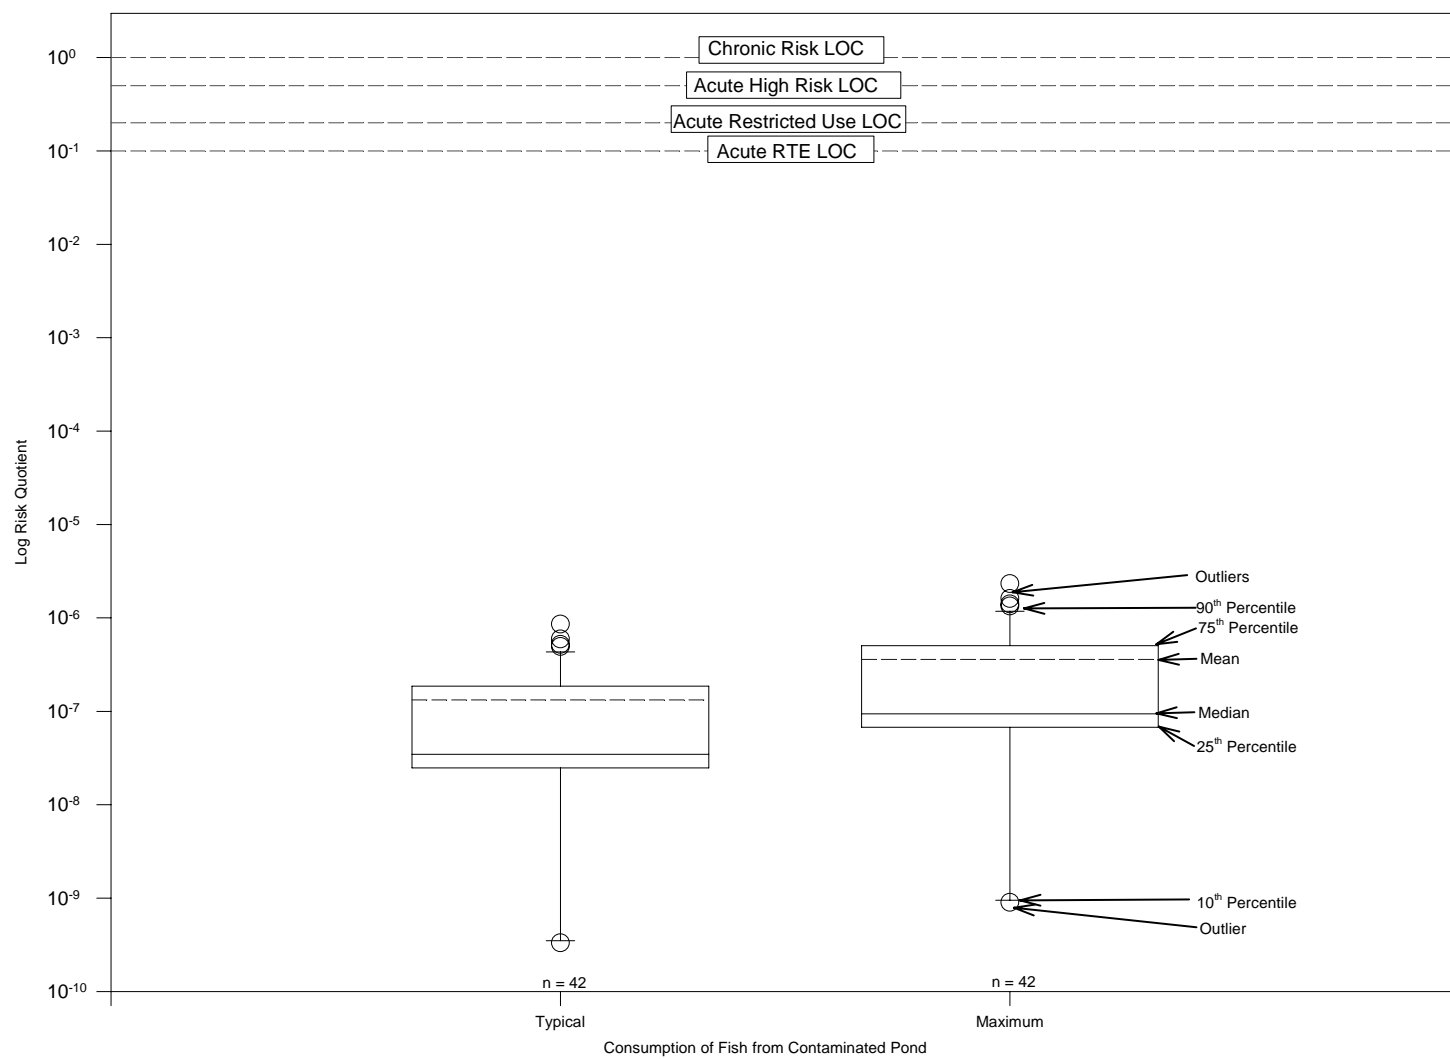 Chronic Risk LOC
10⁰
Acute High Risk LOC
Acute Restricted Use LOC
10⁻¹
Acute RTE LOC
10⁻²
10⁻³
10⁻⁴
Log Risk Quotient
10⁻⁵
Outliers
10⁻⁶
90th Percentile
75th Percentile
Mean
10⁻⁷
Median
25th Percentile
10⁻⁸
10⁻⁹
10th Percentile
Outlier
10⁻¹⁰
n = 42
n = 42
Typical
Maximum
Consumption of Fish from Contaminated Pond